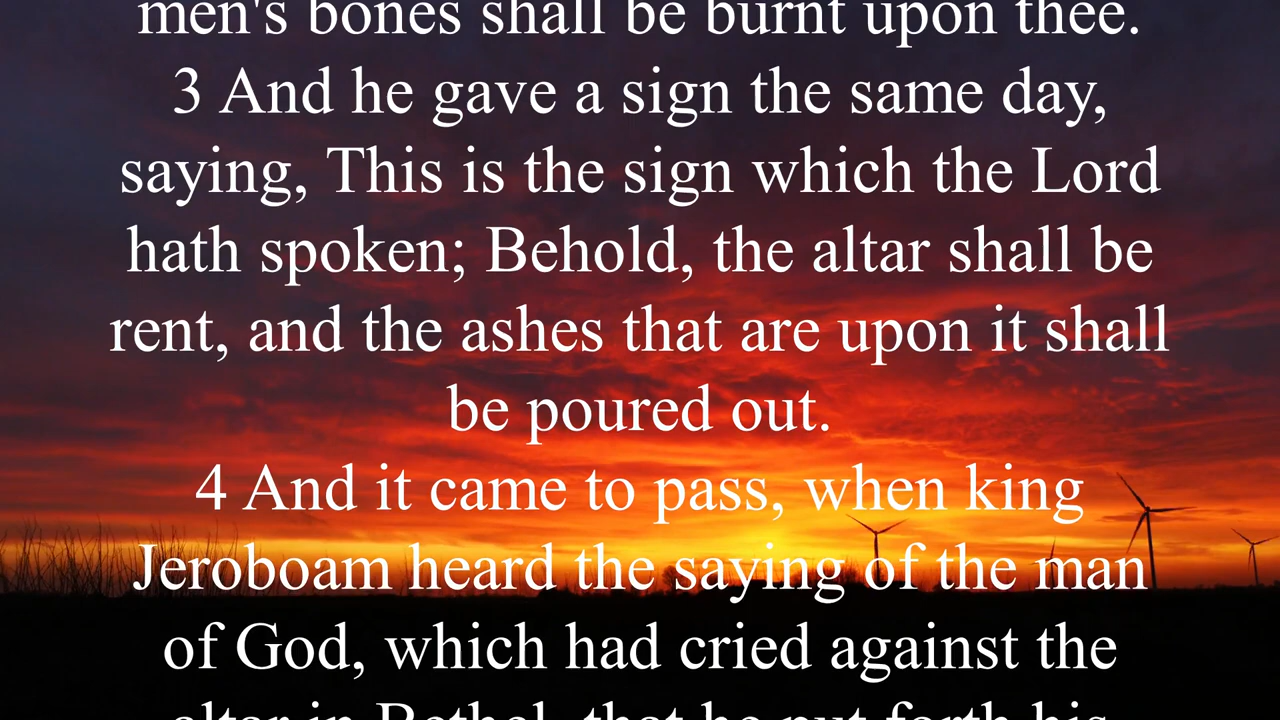 men's bones shall be burnt upon thee.
3 And he gave a sign the same day,
saying, This is the sign which the Lord
hath spoken; Behold, the altar shall be
rent, and the ashes that are upon it shall
be poured out.
4 And it came to pass, when king
Jeroboam heard the saying of the man
of God, which had cried against the
altar in Bethel, that he put forth his